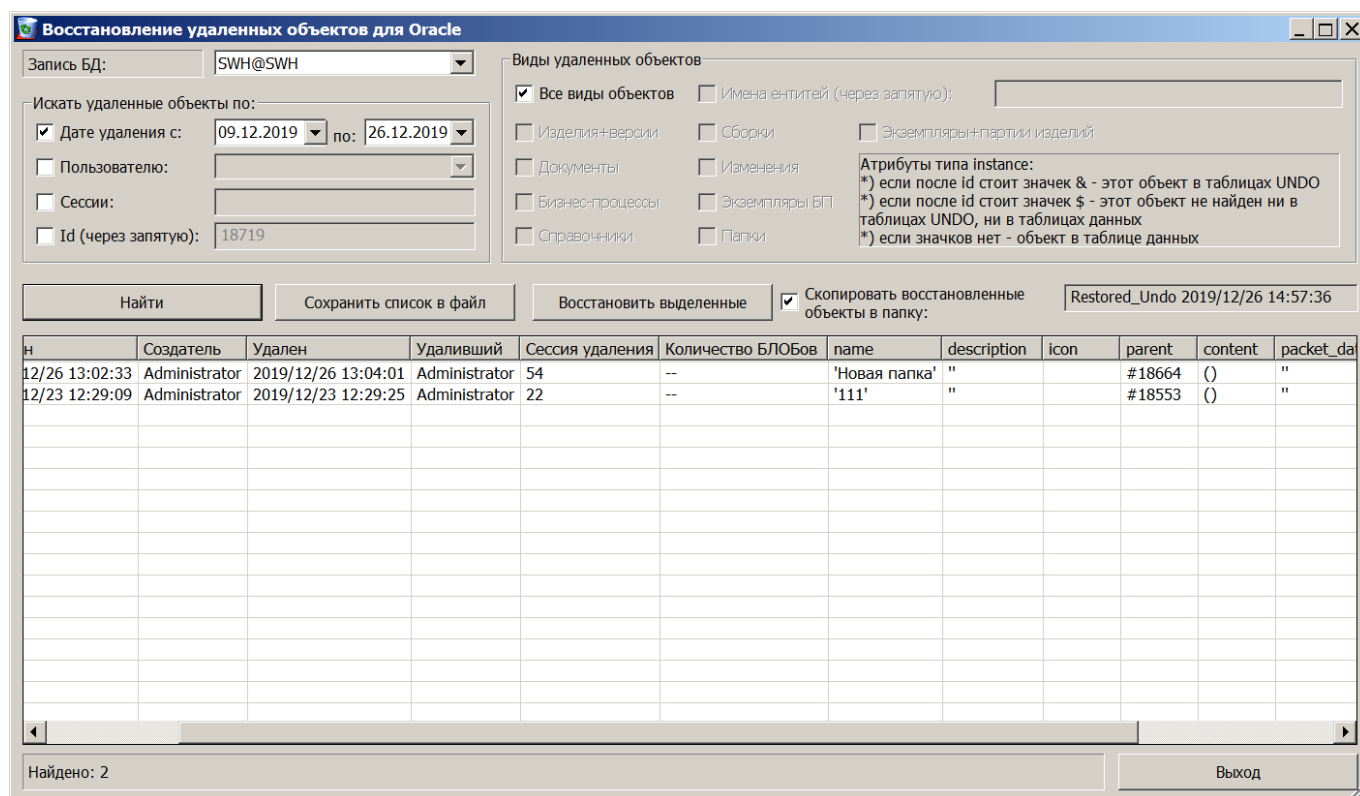 Восстановление удаленных объектов для Oracle
Запись БД: SWH@SWH
Искать удаленные объекты по:
Дате удаления с: 09.12.2019 по: 26.12.2019
Пользователю:
Сессии:
Id (через запятую): 18719
Виды удаленных объектов
Все виды объектов Имена ентитей (через запятую):
Изделия+версии Сборки Экземпляры+партии изделий
Документы Изменения
Бизнес-процессы Экземпляры БП
Справочники Папки
Атрибуты типа instance:
*) если после id стоит значек & - этот объект в таблицах UNDO
*) если после id стоит значек $ - этот объект не найден ни в
таблицах UNDO, ни в таблицах данных
*) если значков нет - объект в таблице данных
Найти Сохранить список в файл Восстановить выделенные Скопировать восстановленные
объекты в папку: Restored_Undo 2019/12/26 14:57:36
н Создатель Удален Удаливший Сессия удаления Количество БЛОБов name description icon parent content packet_dat
12/26 13:02:33 Administrator 2019/12/26 13:04:01 Administrator 54 -- 'Новая папка' '' #18664 () ''
12/23 12:29:09 Administrator 2019/12/23 12:29:25 Administrator 22 -- '111' '' #18553 () ''
Найдено: 2 Выход